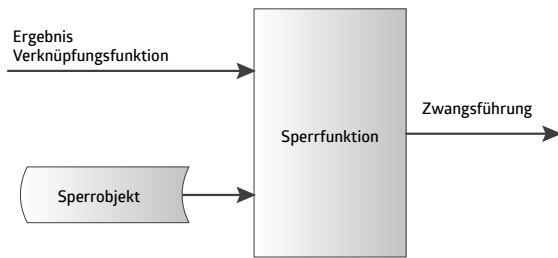 Ergebnis
Verknüpfungsfunktion
Zwangsführung
Sperrfunktion
Sperrobjekt